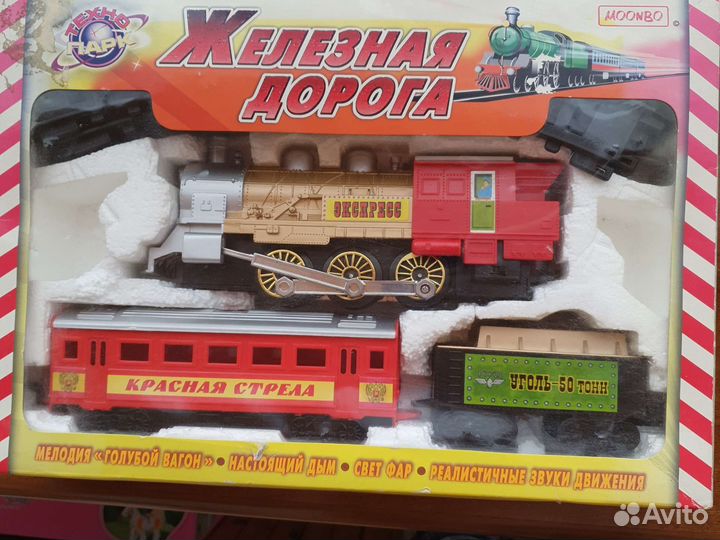 ТЕХНО
ПАРК
ЖЕЛЕЗНАЯ
ДОРОГА
MOONBO
ЭКСПРЕСС
КРАСНАЯ СТРЕЛА
УГОЛЬ-50 ТОНН
МЕЛОДИЯ «ГОЛУБОЙ ВАГОН» • НАСТОЯЩИЙ ДЫМ • СВЕТ ФАР • РЕАЛИСТИЧНЫЕ ЗВУКИ ДВИЖЕНИЯ
Avito